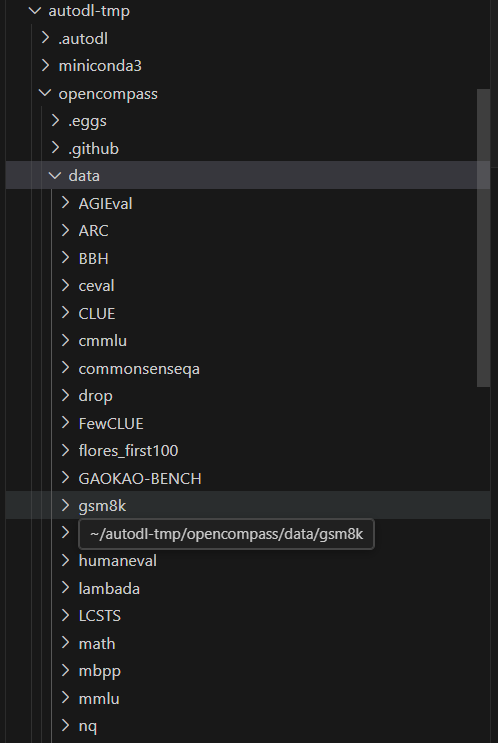 autodl-tmp
.autodl
miniconda3
opencompass
.eggs
.github
data
AGIEval
ARC
BBH
ceval
CLUE
cmmlu
commonsenseqa
drop
FewCLUE
flores_first100
GAOKAO-BENCH
gsm8k
~/autodl-tmp/opencompass/data/gsm8k
humaneval
lambada
LCSTS
math
mbpp
mmlu
nq